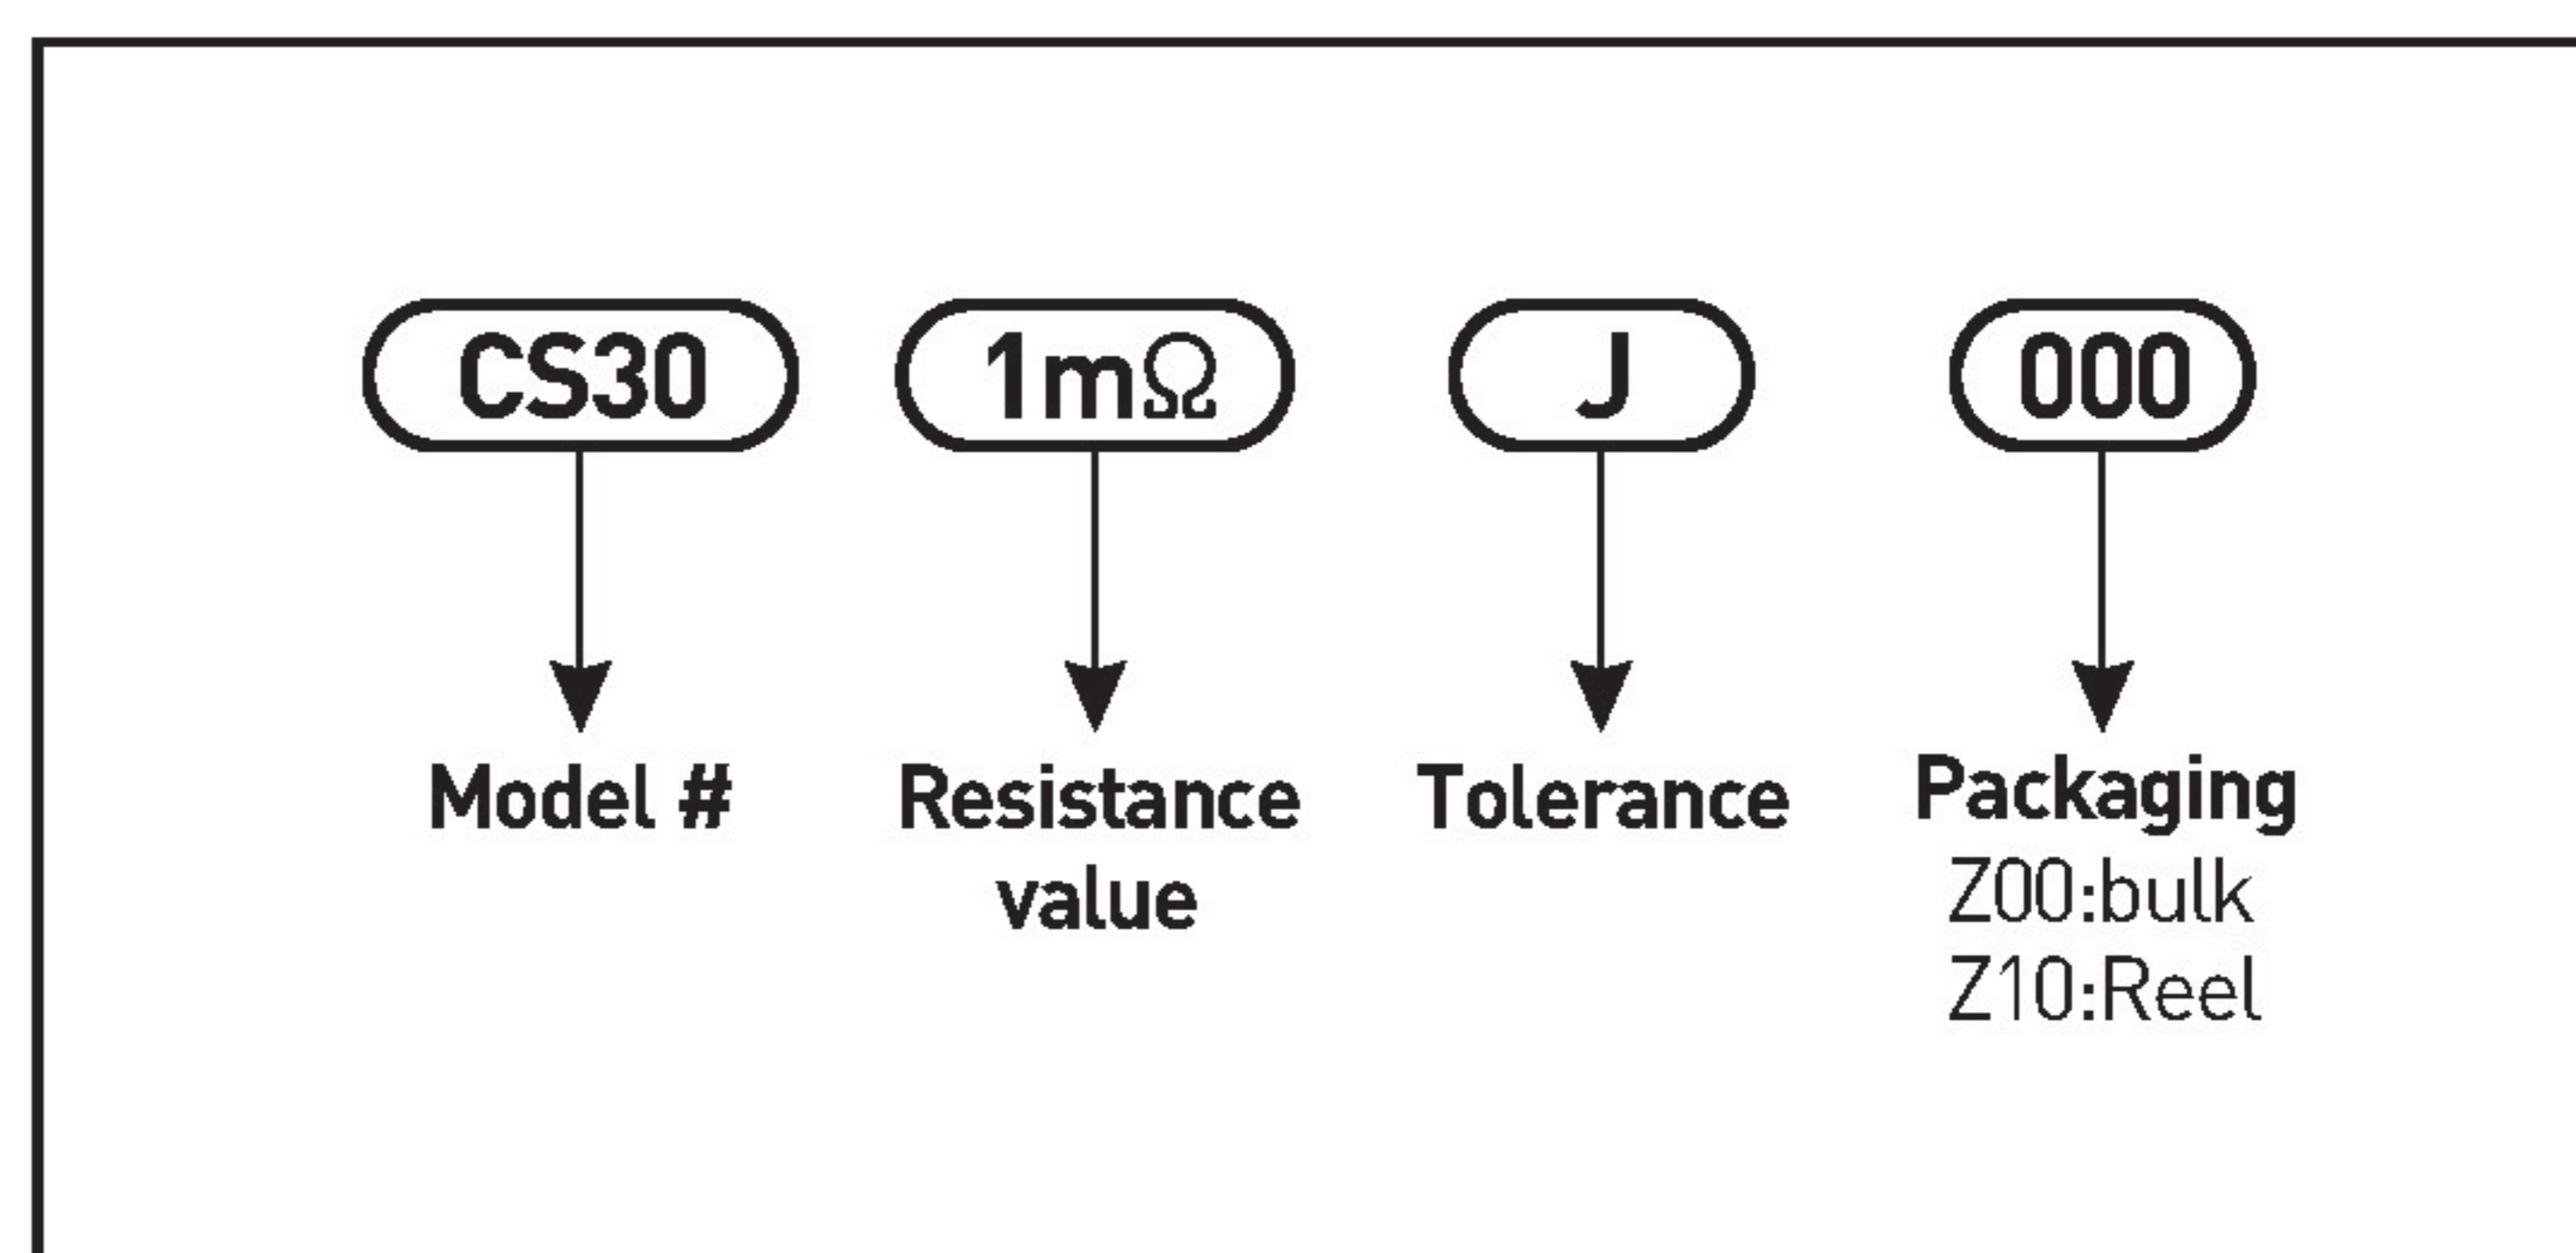 CS30 1mΩ J 000
Model # Resistance value Tolerance Packaging
Z00:bulk
Z10:Reel